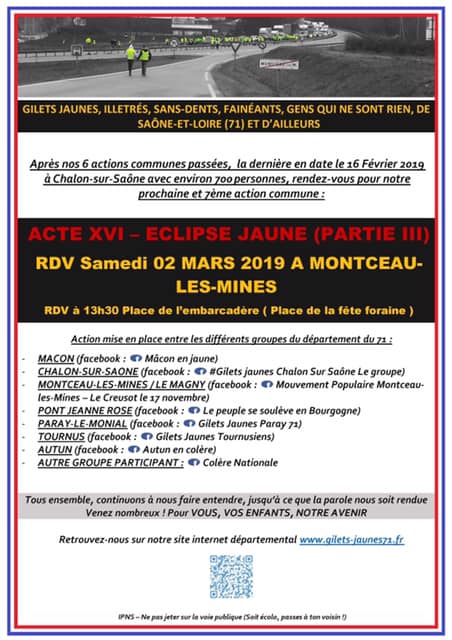 GILETS JAUNES, ILLETRÉS, SANS-DENTS, FAINÉANTS, GENS QUI NE SONT RIEN, DE
SAÔNE-ET-LOIRE (71) ET D'AILLEURS
Après nos 6 actions communes passées, la dernière en date le 16 Février 2019
à Chalon-sur-Saône avec environ 700 personnes, rendez-vous pour notre
prochaine et 7ème action commune :
ACTE XVI – ECLIPSE JAUNE (PARTIE III)
RDV Samedi 02 MARS 2019 A MONTCEAU-
LES-MINES
RDV à 13h30 Place de l'embarcadère ( Place de la fête foraine )
Action mise en place entre les différents groupes du département du 71 :
- MACON (facebook : Mâcon en jaune)
- CHALON-SUR-SAONE (facebook : #Gilets jaunes Chalon Sur Saône Le groupe)
- MONTCEAU-LES-MINES / LE MAGNY (facebook : Mouvement Populaire Montceau-
les-Mines – Le Creusot le 17 novembre)
- PONT JEANNE ROSE (facebook : Le peuple se soulève en Bourgogne)
- PARAY-LE-MONIAL (facebook : Gilets Jaunes Paray 71)
- TOURNUS (facebook : Gilets Jaunes Tournusiens)
- AUTUN (facebook : Autun en colère)
- AUTRE GROUPE PARTICIPANT : Colère Nationale
Tous ensemble, continuons à nous faire entendre, jusqu'à ce que la parole nous soit rendue
Venez nombreux ! Pour VOUS, VOS ENFANTS, NOTRE AVENIR
Retrouvez-nous sur notre site internet départemental www.gilets-jaunes71.fr
IPNS – Ne pas jeter sur la voie publique (Soit écolo, passes à ton voisin !)